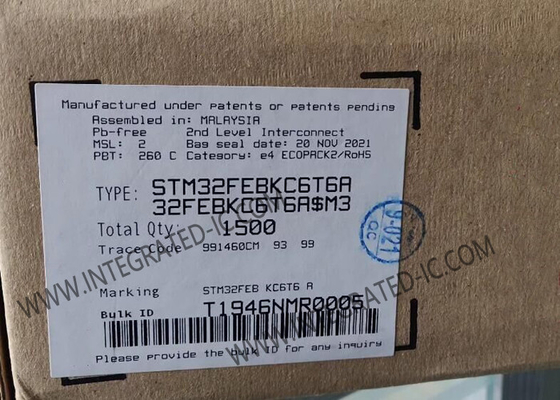 Manufactured under patents or patents pending
Assembled in: MALAYSIA
Pb-free 2nd Level Interconnect
MSL: 2 Bag seal date: 20 NOV 2021
PBT: 260 C Category: e4 ECOPACK2/RoHS
TYPE: STM32FEBKC6T6A
32FEBKC6T6A$M3
Total Qty: 1500
Trace Code 991460CM 93 99
Marking STM32FEB KC6T6 A
Bulk ID T1946NMR0005
Please provide the bulk ID for any inquiry
9-021
QC
WWW.INTEGRATED-IC.COM
WWW.INTEGRATED-IC.COM